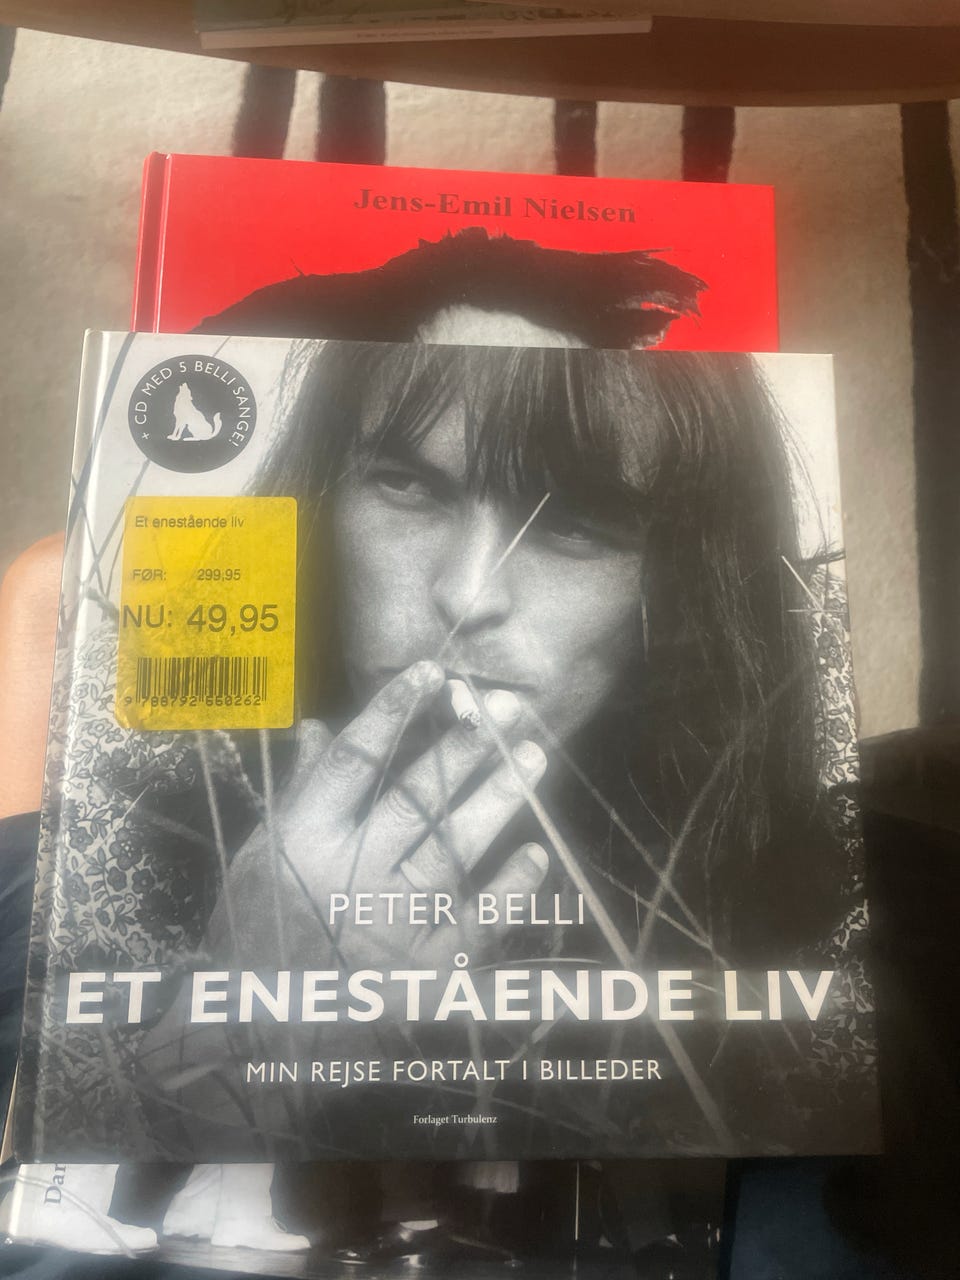 Jens-Emil Nielsen
+ CD MED 5 BELLI SANGE!
Et enestående liv
FØR: 299,95
NU: 49,95
9 788792 550262
PETER BELLI
ET ENESTÅENDE LIV
MIN REJSE FORTALT I BILLEDER
Forlaget Turbulenz